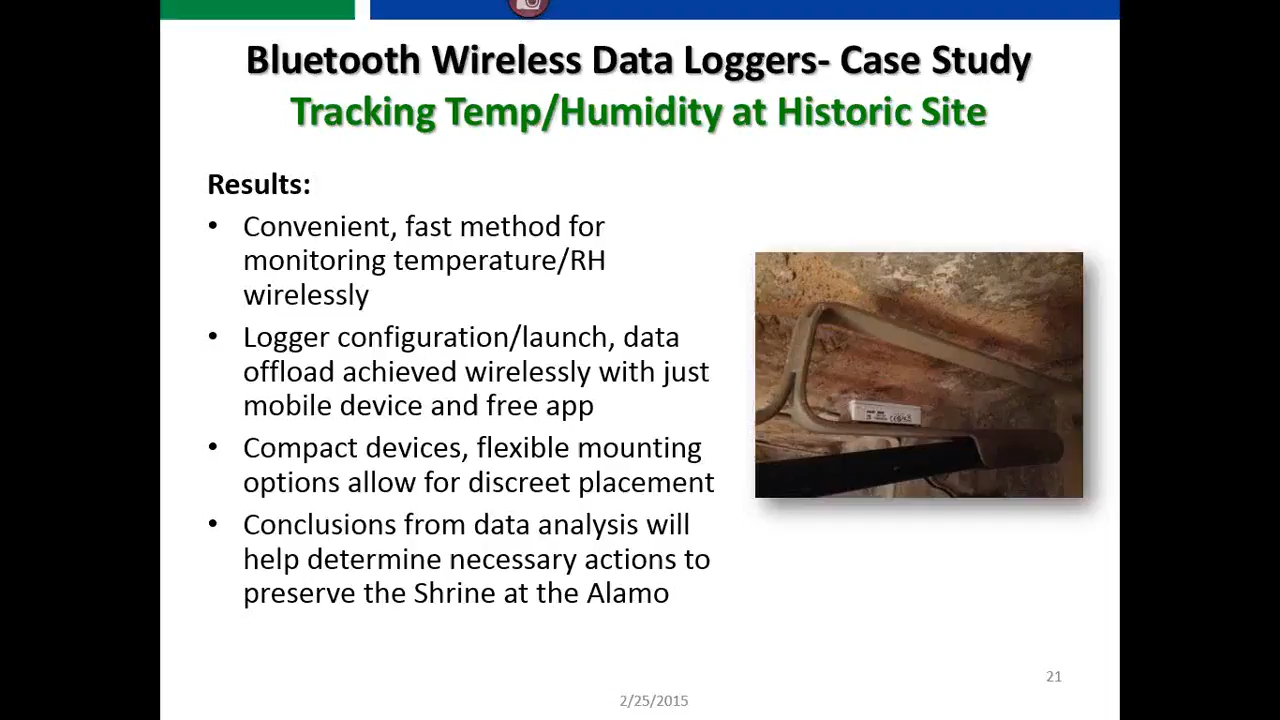 Bluetooth Wireless Data Loggers- Case Study
Tracking Temp/Humidity at Historic Site
Results:
• Convenient, fast method for
monitoring temperature/RH
wirelessly
• Logger configuration/launch, data
offload achieved wirelessly with just
mobile device and free app
• Compact devices, flexible mounting
options allow for discreet placement
• Conclusions from data analysis will
help determine necessary actions to
preserve the Shrine at the Alamo
21
2/25/2015